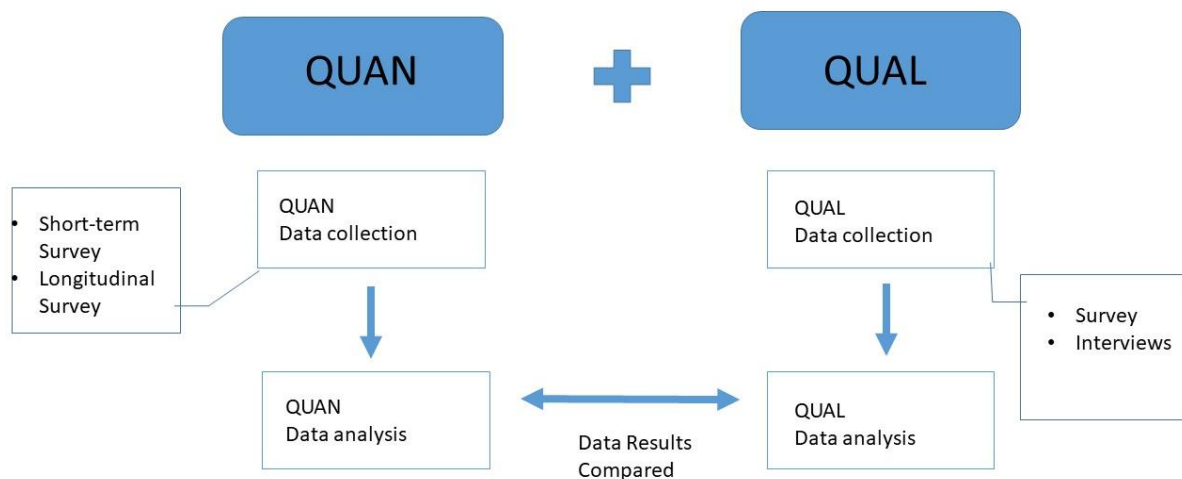 QUAN
QUAL
• Short-term
Survey
• Longitudinal
Survey
QUAN
Data collection
QUAL
Data collection
• Survey
• Interviews
QUAN
Data analysis
Data Results
Compared
QUAL
Data analysis